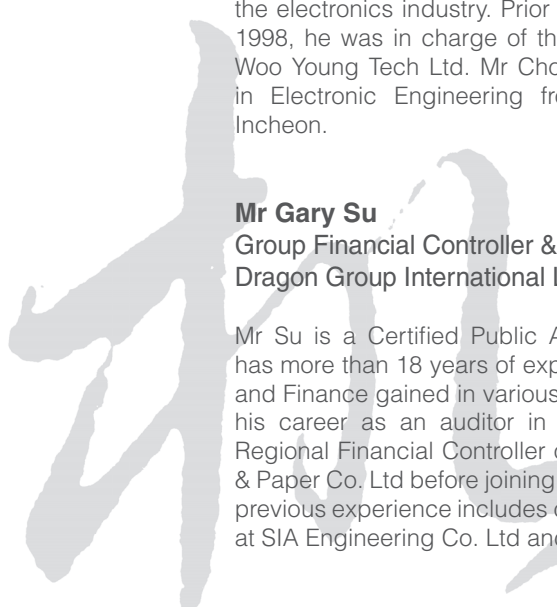 the electronics industry. Prior
1998, he was in charge of th
Woo Young Tech Ltd. Mr Cho
in Electronic Engineering fr
Incheon.
Mr Gary Su
Group Financial Controller &
Dragon Group International
Mr Su is a Certified Public
has more than 18 years of exp
and Finance gained in various
his career as an auditor in
Regional Financial Controller
& Paper Co. Ltd before joining
previous experience includes
at SIA Engineering Co. Ltd and